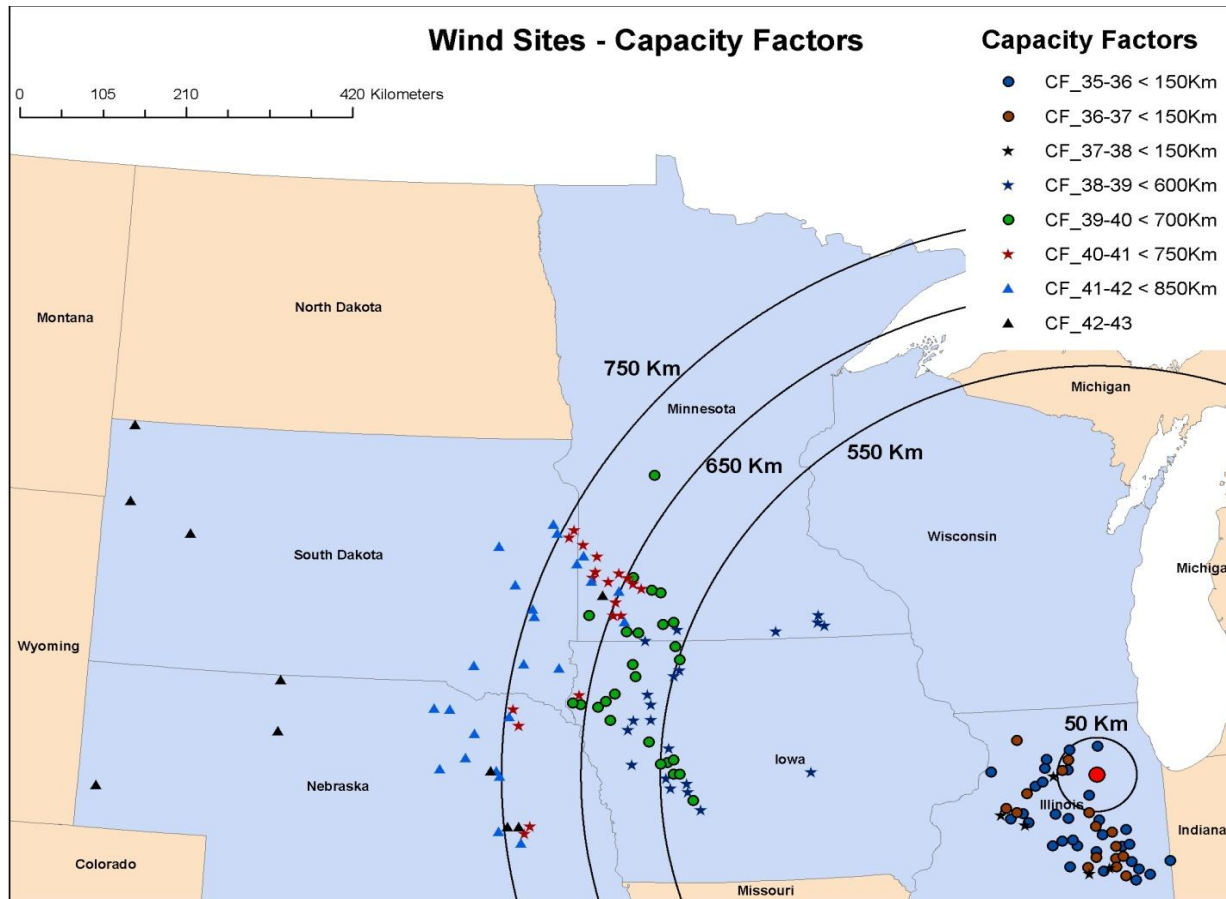 Wind Sites - Capacity Factors
0 105 210 420 Kilometers
Capacity Factors
CF_35-36 < 150Km
CF_36-37 < 150Km
CF_37-38 < 150Km
CF_38-39 < 600Km
CF_39-40 < 700Km
CF_40-41 < 750Km
CF_41-42 < 850Km
CF_42-43
North Dakota
Montana
750 Km
Michigan
Minnesota
650 Km
550 Km
Wisconsin
South Dakota
Michiga
Wyoming
50 Km
Iowa
Nebraska
Illinois
Indiana
Colorado
Missouri